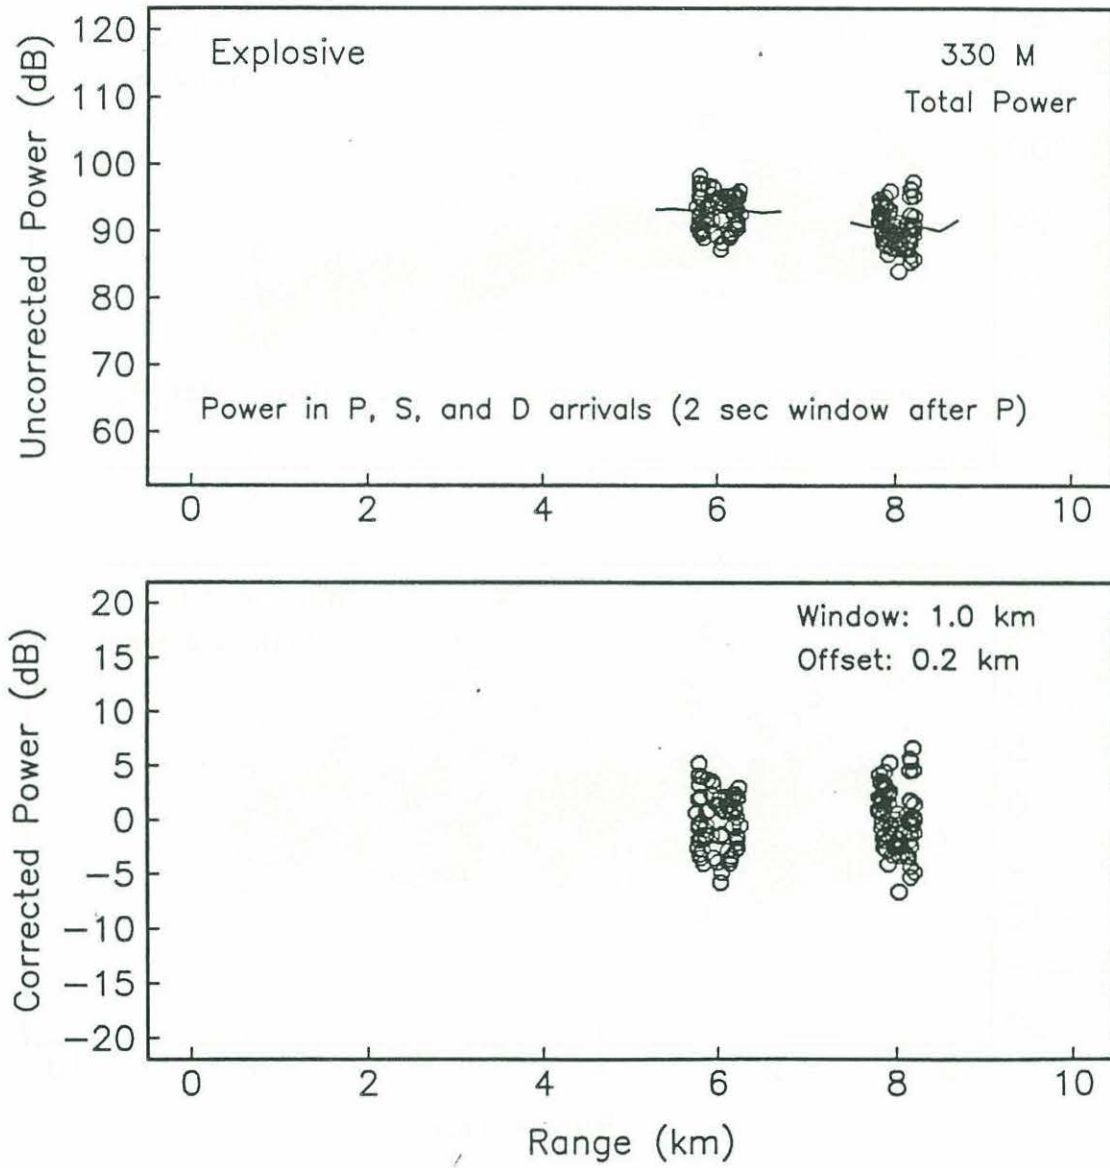 Uncorrected Power (dB)
120
110
100
90
80
70
60
Explosive
330 M
Total Power
Power in P, S, and D arrivals (2 sec window after P)
0 2 4 6 8 10
Corrected Power (dB)
20
15
10
5
0
−5
−10
−15
−20
Window: 1.0 km
Offset: 0.2 km
0 2 4 6 8 10
Range (km)